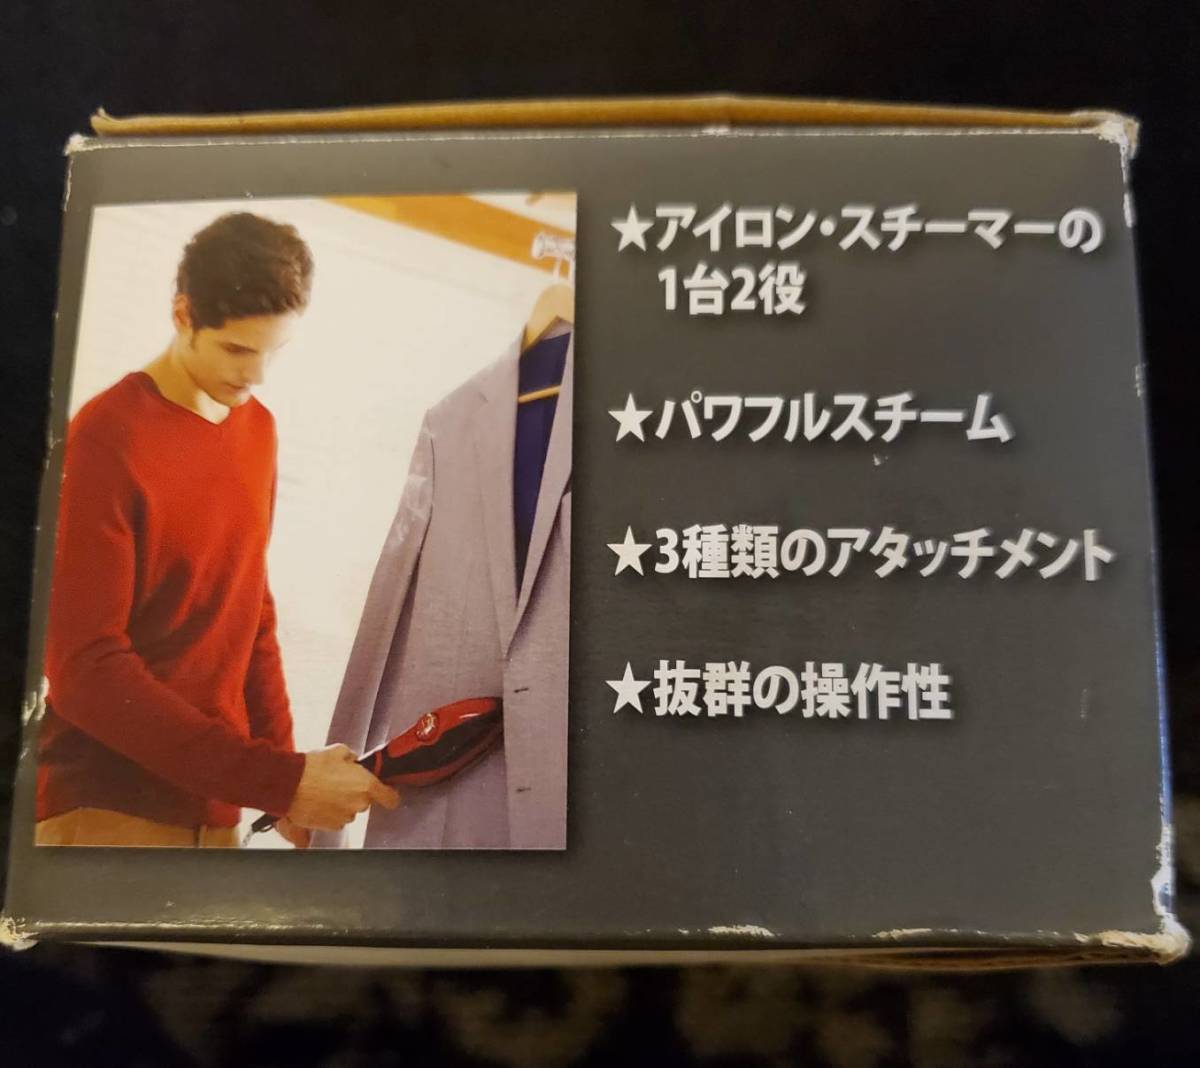 ★アイロン・スチーマーの
1台2役
★パワフルスチーム
★3種類のアタッチメント
★抜群の操作性